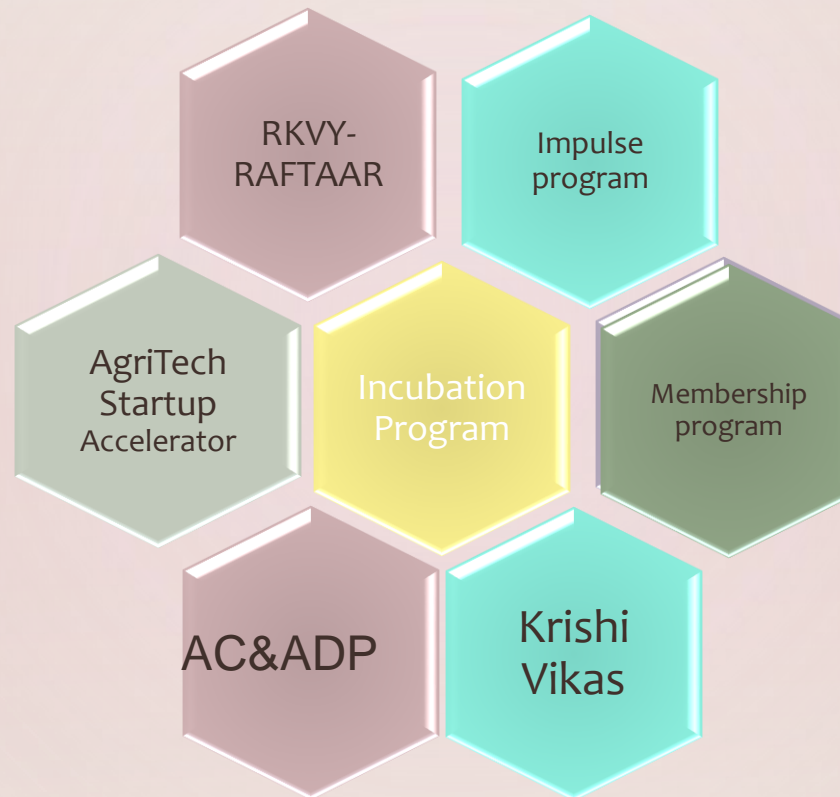 RKVY-
RAFTAAR
Impulse
program
AgriTech
Startup
Accelerator
Incubation
Program
Membership
program
AC&ADP
Krishi
Vikas